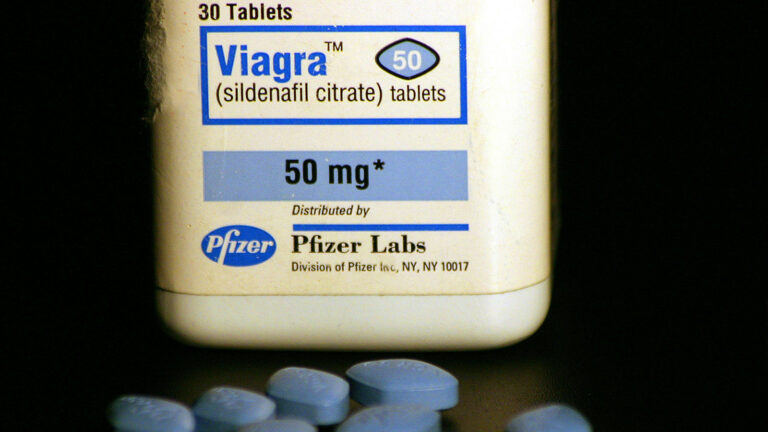 30 Tablets
Viagra™ 50
(sildenafil citrate) tablets
50 mg*
Distributed by
Pfizer Pfizer Labs
Division of Pfizer Inc, NY, NY 10017